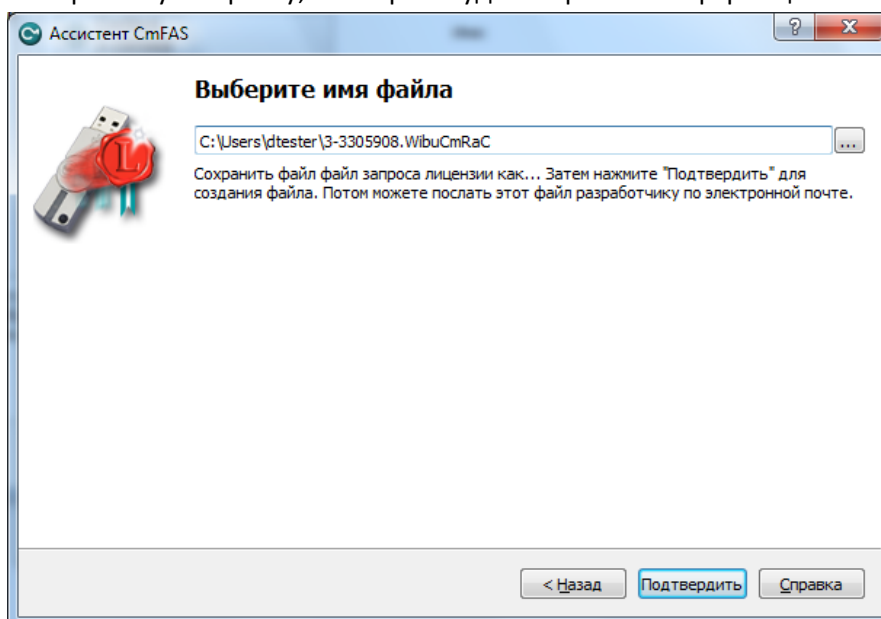 Ассистент CmFAS
Выберите имя файла
C:\Users\dtester\3-3305908.WibuCmRaC
...
Сохранить файл файл запроса лицензии как... Затем нажмите "Подтвердить" для
создания файла. Потом можете послать этот файл разработчику по электронной почте.
< Назад
Подтвердить
Справка